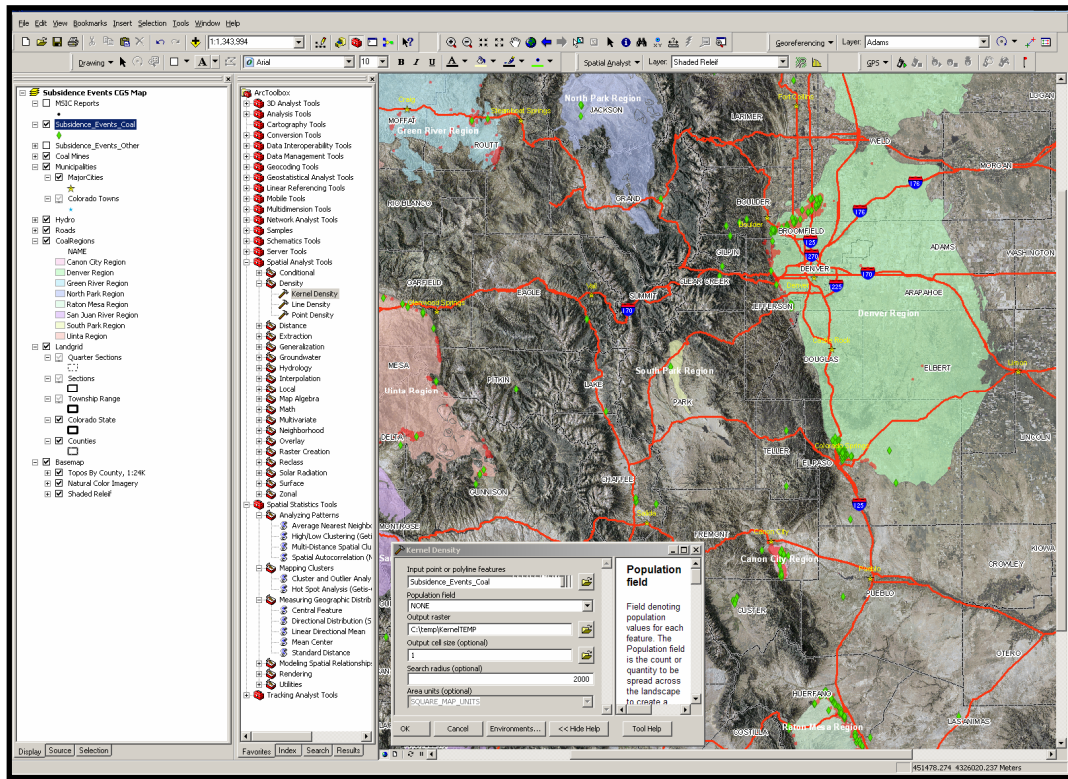 File Edit View Bookmarks Insert Selection Tools Window Help
1:1,343,994
Georeferencing Layer: Adams
Drawing A Arial 10 B I U A
Spatial Analyst Layer: Shaded Releif
GPS
Subsidence Events CGS Map
MSIC Reports
Subsidence_Events_Coal
Subsidence_Events_Other
Coal Mines
Municipalities
MajorCities
Colorado Towns
Hydro
Roads
CoalRegions
NAME
Canon City Region
Denver Region
Green River Region
North Park Region
Raton Mesa Region
San Juan River Region
South Park Region
Uinta Region
Landgrid
Quarter Sections
Sections
Township Range
Colorado State
Counties
Basemap
Topos By County, 1:24K
Natural Color Imagery
Shaded Releif
Display Source Selection
ArcToolbox
3D Analyst Tools
Analysis Tools
Cartography Tools
Conversion Tools
Data Interoperability Tools
Data Management Tools
Geocoding Tools
Geostatistical Analyst Tools
Linear Referencing Tools
Mobile Tools
Multidimension Tools
Network Analyst Tools
Samples
Schematics Tools
Server Tools
Spatial Analyst Tools
Conditional
Density
Kernel Density
Line Density
Point Density
Distance
Extraction
Generalization
Groundwater
Hydrology
Interpolation
Local
Map Algebra
Math
Multivariate
Neighborhood
Overlay
Raster Creation
Reclass
Solar Radiation
Surface
Zonal
Spatial Statistics Tools
Analyzing Patterns
Average Nearest Neighbo
High/Low Clustering (Geti
Multi-Distance Spatial Clu
Spatial Autocorrelation (M
Mapping Clusters
Cluster and Outlier Analy
Hot Spot Analysis (Getis-
Measuring Geographic Distrib
Central Feature
Directional Distribution (S
Linear Directional Mean
Mean Center
Standard Distance
Modeling Spatial Relationships
Rendering
Utilities
Tracking Analyst Tools
Favorites Index Search Results
North Park Region
JACKSON
LARIMER
LOGAN
MOFFAT
Green River Region
ROUTT
WELD
MORGAN
176
RIO BLANCO
GRAND
BOULDER
Boulder
176
BROOMFIELD
125
ADAMS
WASHINGTON
GILPIN
270
DENVER
170
CLEAR CREEK
GARFIELD
Glenwood Springs
EAGLE
Vail
SUMMIT
170
JEFFERSON
225
ARAPAHOE
Denver Region
DOUGLAS
MESA
South Park Region
ELBERT
PITKIN
LAKE
Uinta Region
PARK
DELTA
TELLER
Colorado Springs
EL PASO
LINCOLN
GUNNISON
CHAFFEE
125
MONTROSE
FREMONT
Canon City Region
KIOWA
CROWLEY
Pueblo
PUEBLO
CUSTER
OTERO
HUERFANO
LAS ANIMAS
Raton Mesa Region
COSTILLA
Kernel Density
Input point or polyline features
Subsidence_Events_Coal
Population field
NONE
Output raster
C:\temp\KernelTEMP
Output cell size (optional)
1
Search radius (optional)
2000
Area units (optional)
SQUARE_MAP_UNITS
OK Cancel Environments... << Hide Help Tool Help
Population
field
Field denoting
population
values for each
feature. The
Population field
is the count or
quantity to be
spread across
the landscape
to create a
451478.274 4326020.237 Meters